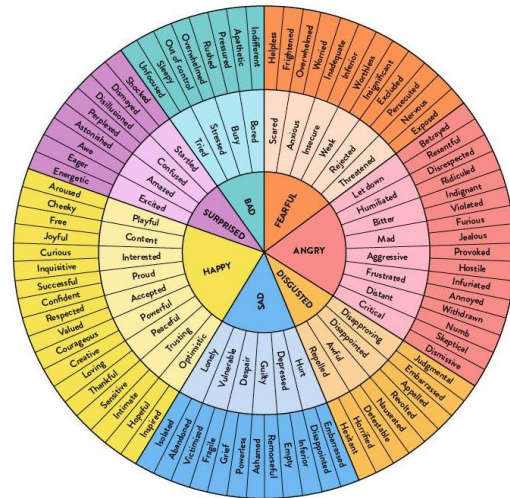 FEARFUL
ANGRY
DISGUSTED
SAD
HAPPY
SURPRISED
BAD
Scared
Anxious
Insecure
Weak
Rejected
Threatened
Let down
Humiliated
Bitter
Mad
Aggressive
Frustrated
Distant
Critical
Disapproving
Disappointed
Awful
Repelled
Hurt
Depressed
Guilty
Despair
Vulnerable
Lonely
Optimistic
Trusting
Peaceful
Powerful
Accepted
Proud
Interested
Content
Playful
Excited
Amazed
Confused
Startled
Tried
Stressed
Busy
Bored
Helpless
Frightened
Overwhelmed
Worried
Inadequate
Inferior
Worthless
Insignificant
Excluded
Persecuted
Nervous
Exposed
Betrayed
Resentful
Disrespected
Ridiculed
Indignant
Violated
Furious
Jealous
Provoked
Hostile
Infuriated
Annoyed
Withdrawn
Numb
Skeptical
Dismissive
Judgmental
Embarrassed
Appalled
Revolted
Nauseated
Detestable
Horrified
Hesitant
Embarrassed
Disappointed
Inferior
Empty
Remorseful
Ashamed
Powerless
Grief
Fragile
Victimized
Abandoned
Isolated
Inspired
Hopeful
Intimate
Sensitive
Thankful
Loving
Creative
Courageous
Valued
Respected
Confident
Successful
Inquisitive
Curious
Joyful
Free
Cheeky
Aroused
Energetic
Eager
Awe
Astonished
Perplexed
Disillusioned
Dismayed
Shocked
Unfocused
Sleepy
Out of control
Overwhelmed
Rushed
Pressured
Apathetic
Indifferent